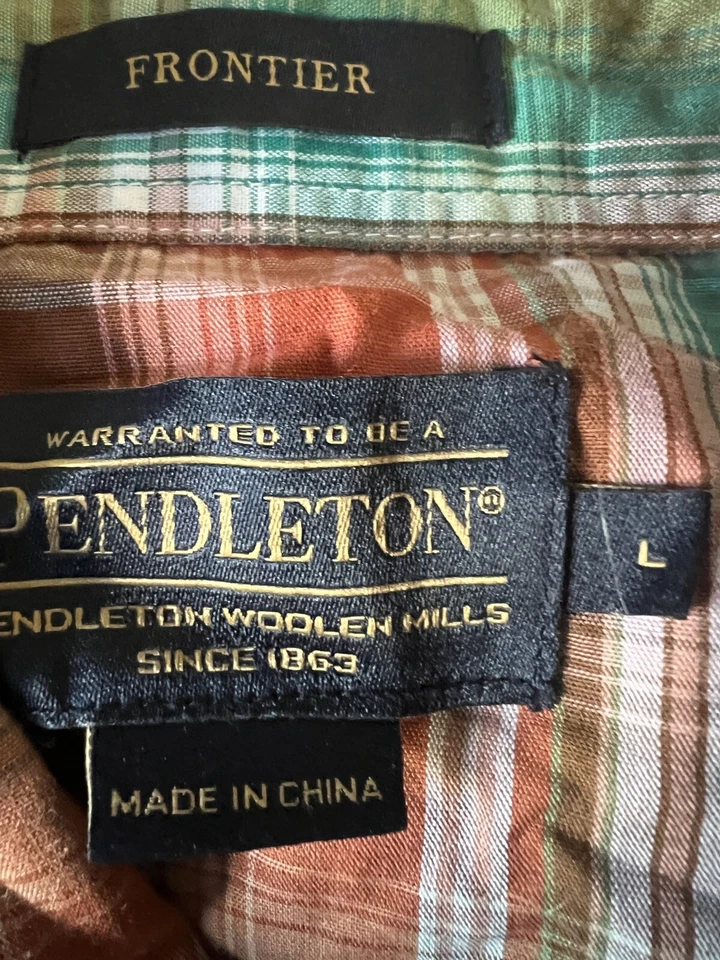 FRONTIER
WARRANTED TO BE A
PENDLETON®
L
ENDLETON WOOLEN MILLS
SINCE 1863
MADE IN CHINA